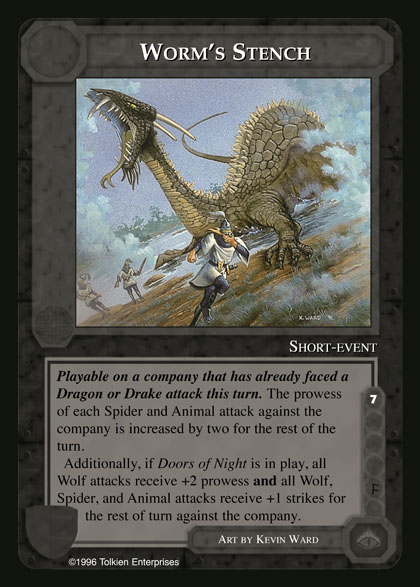 WORM'S STENCH
K. WARD
SHORT-EVENT
Playable on a company that has already faced a
Dragon or Drake attack this turn. The prowess
of each Spider and Animal attack against the
company is increased by two for the rest of the
turn.
Additionally, if Doors of Night is in play, all
Wolf attacks receive +2 prowess and all Wolf,
Spider, and Animal attacks receive +1 strikes for
the rest of turn against the company.
7
ART BY KEVIN WARD
©1996 Tolkien Enterprises